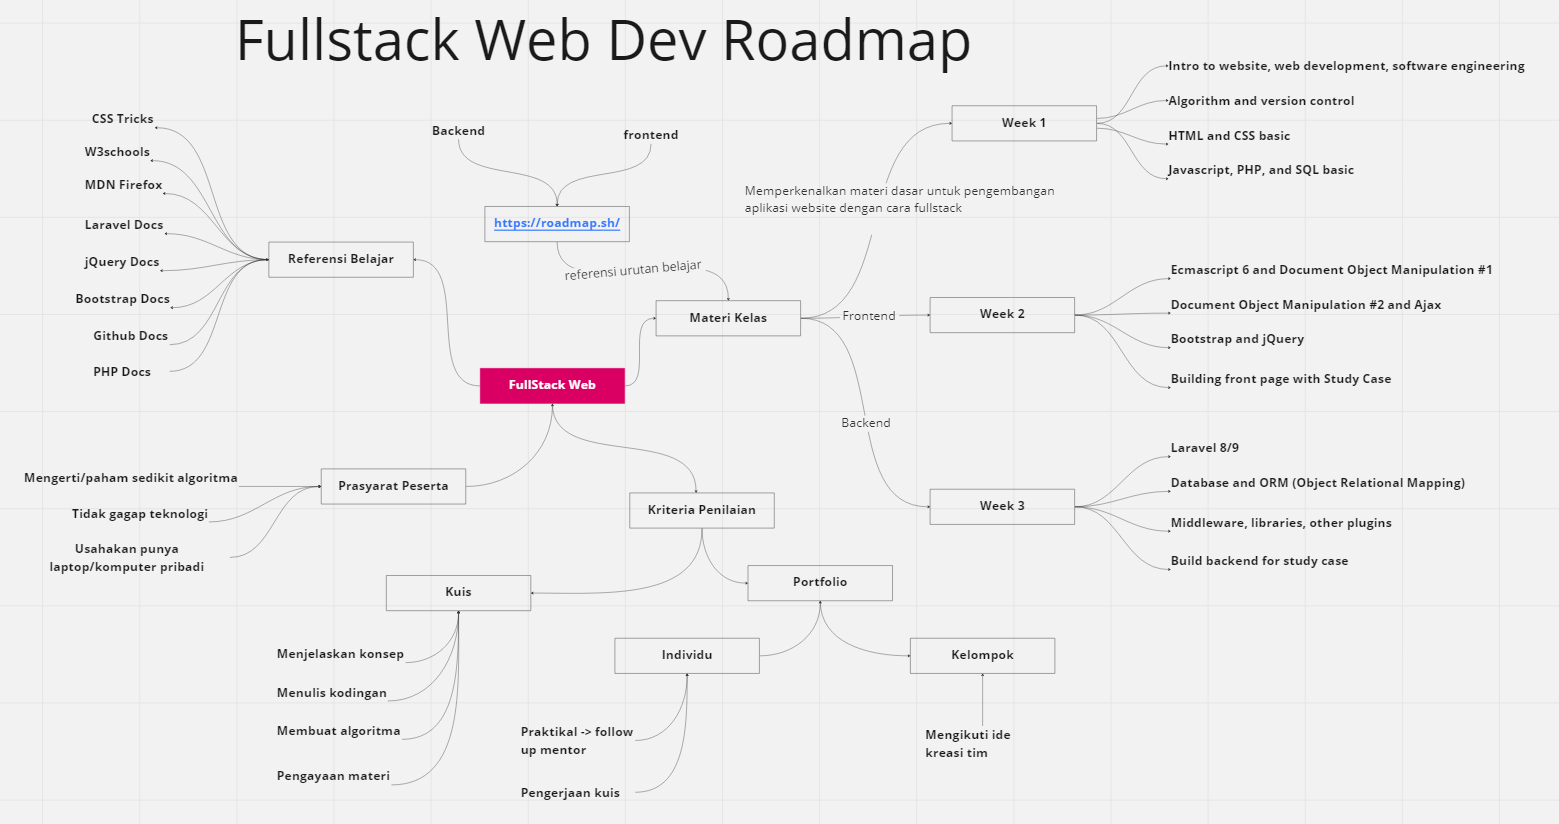 Fullstack Web Dev Roadmap
CSS Tricks
W3schools
MDN Firefox
Laravel Docs
jQuery Docs
Bootstrap Docs
Github Docs
PHP Docs
Referensi Belajar
Backend
frontend
https://roadmap.sh/
referensi urutan belajar
Materi Kelas
FullStack Web
Memperkenalkan materi dasar untuk pengembangan
aplikasi website dengan cara fullstack
Week 1
Intro to website, web development, software engineering
Algorithm and version control
HTML and CSS basic
Javascript, PHP, and SQL basic
Frontend
Week 2
Ecmascript 6 and Document Object Manipulation #1
Document Object Manipulation #2 and Ajax
Bootstrap and jQuery
Building front page with Study Case
Backend
Week 3
Laravel 8/9
Database and ORM (Object Relational Mapping)
Middleware, libraries, other plugins
Build backend for study case
Mengerti/paham sedikit algoritma
Tidak gagap teknologi
Usahakan punya
laptop/komputer pribadi
Prasyarat Peserta
Kriteria Penilaian
Kuis
Menjelaskan konsep
Menulis kodingan
Membuat algoritma
Pengayaan materi
Portfolio
Individu
Praktikal -> follow
up mentor
Pengerjaan kuis
Kelompok
Mengikuti ide
kreasi tim